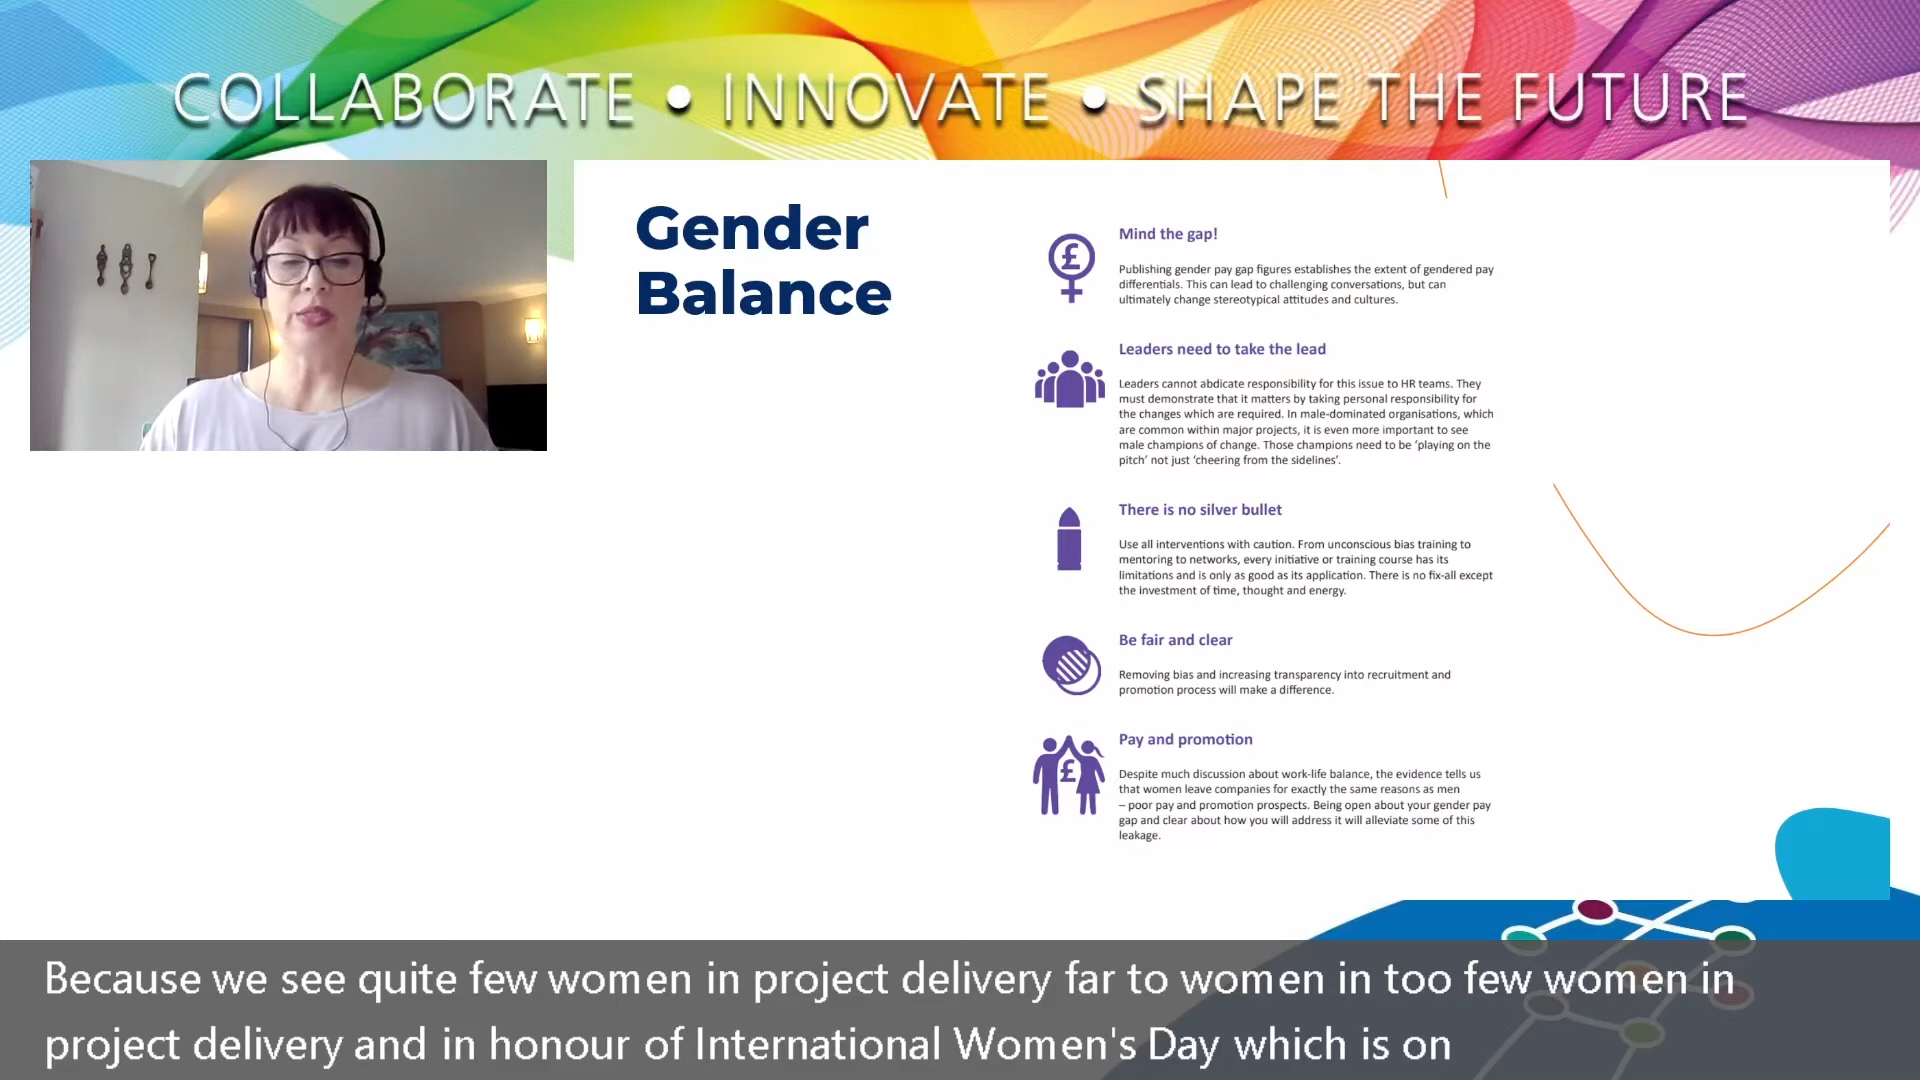 COLLABORATE • INNOVATE • SHAPE THE FUTURE
Gender
Balance
£
Mind the gap!
Publishing gender pay gap figures establishes the extent of gendered pay
differentials. This can lead to challenging conversations, but can
ultimately change stereotypical attitudes and cultures.
Leaders need to take the lead
Leaders cannot abdicate responsibility for this issue to HR teams. They
must demonstrate that it matters by taking personal responsibility for
the changes which are required. In male-dominated organisations, which
are common within major projects, it is even more important to see
male champions of change. Those champions need to be ‘playing on the
pitch’ not just ‘cheering from the sidelines’.
There is no silver bullet
Use all interventions with caution. From unconscious bias training to
mentoring to networks, every initiative or training course has its
limitations and is only as good as its application. There is no fix-all except
the investment of time, thought and energy.
Be fair and clear
Removing bias and increasing transparency into recruitment and
promotion process will make a difference.
Pay and promotion
£
Despite much discussion about work-life balance, the evidence tells us
that women leave companies for exactly the same reasons as men
– poor pay and promotion prospects. Being open about your gender pay
gap and clear about how you will address it will alleviate some of this
leakage.
Because we see quite few women in project delivery far to women in too few women in
project delivery and in honour of International Women's Day which is on